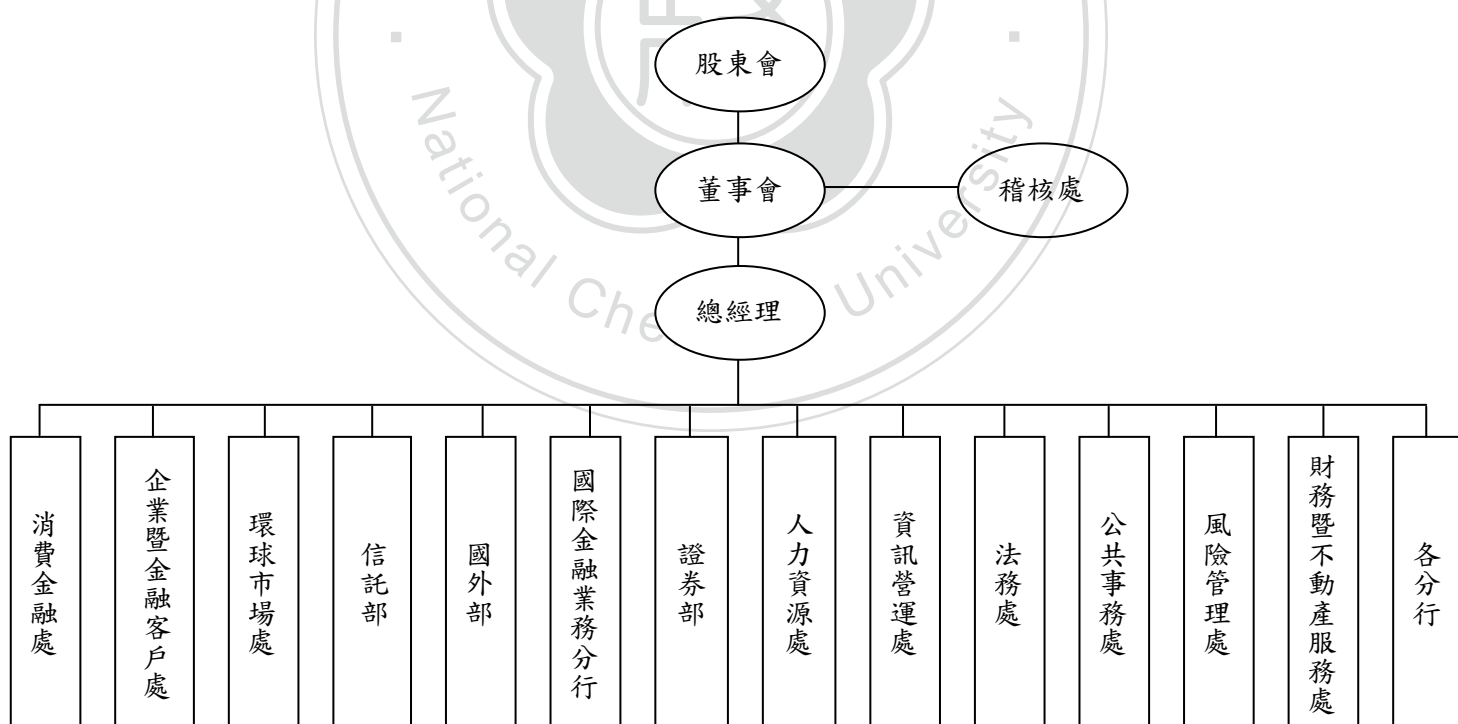 股東會
董事會
稽核處
總經理
消費金融處
企業暨金融客戶處
環球市場處
信託部
國外部
國際金融業務分行
證券部
人力資源處
資訊營運處
法務處
公共事務處
風險管理處
財務暨不動產服務處
各分行
National Che University